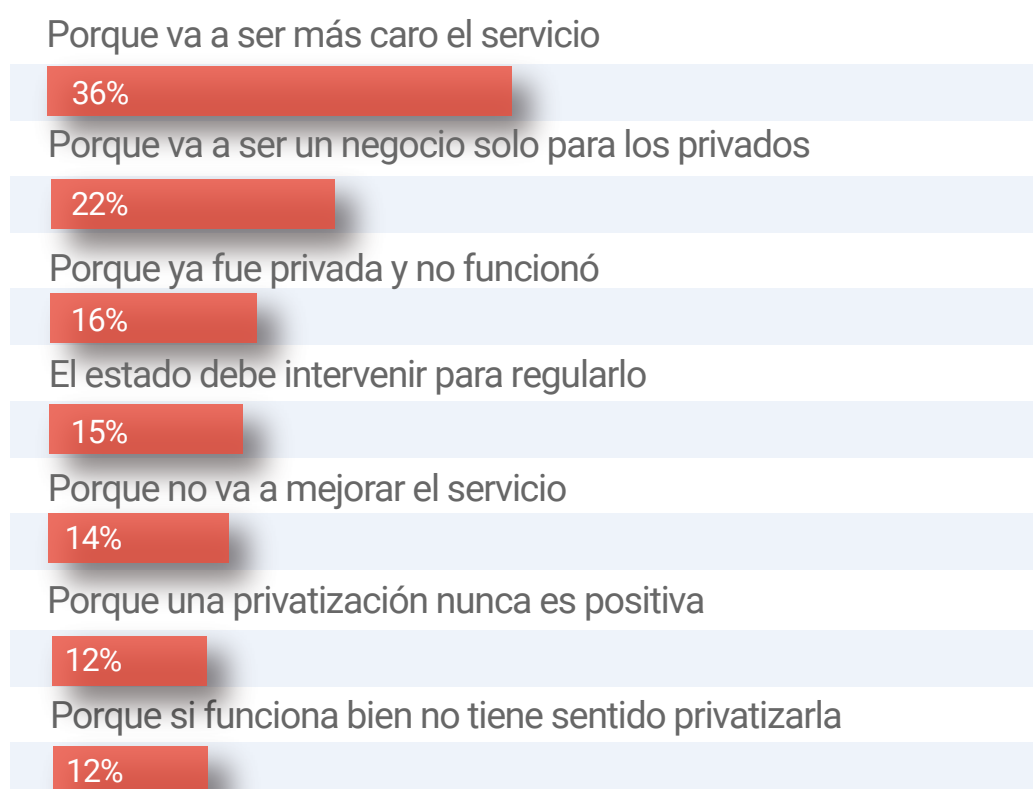 Porque va a ser más caro el servicio
36%
Porque va a ser un negocio solo para los privados
22%
Porque ya fue privada y no funcionó
16%
El estado debe intervenir para regularlo
15%
Porque no va a mejorar el servicio
14%
Porque una privatización nunca es positiva
12%
Porque si funciona bien no tiene sentido privatizarla
12%